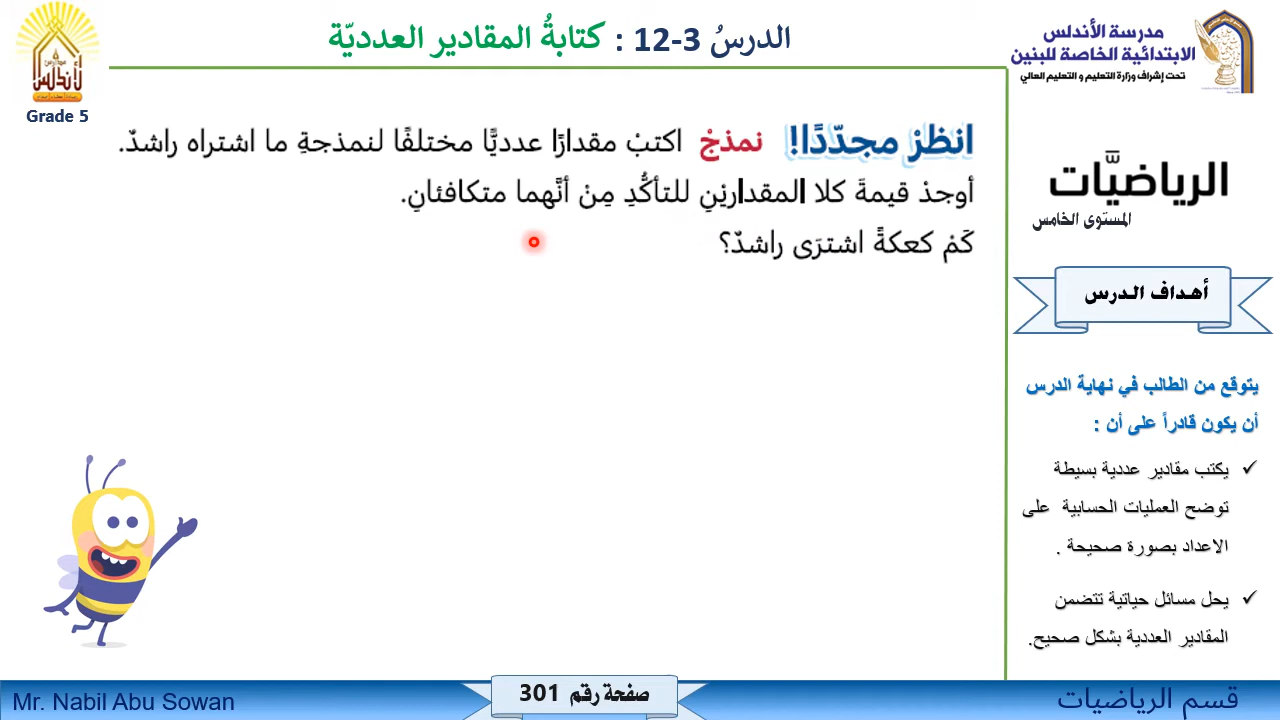 الدرسُ 3-12 : كتابةُ المقادير العدديّة
مدرسة الأندلس
الابتدائية الخاصة للبنين
تحت إشراف وزارة التعليم و التعليم العالي
Grade 5
انظرْ مجدّدًا! نمذجْ اكتبْ مقدارًا عدديًّا مختلفًا لنمذجةِ ما اشتراه راشدٌ.
أوجدْ قيمةَ كلا المقداريْنِ للتأكُّدِ مِنْ أنَّهما متكافئانِ.
كَمْ كعكةً اشترَى راشدٌ؟
الرياضيَّات
المستوى الخامس
أهداف الدرس
يتوقع من الطالب في نهاية الدرس
أن يكون قادراً على أن :
✓ يكتب مقادير عددية بسيطة
توضح العمليات الحسابية على
الاعداد بصورة صحيحة .
✓ يحل مسائل حياتية تتضمن
المقادير العددية بشكل صحيح.
Mr. Nabil Abu Sowan
صفحة رقم 301
قسم الرياضيات